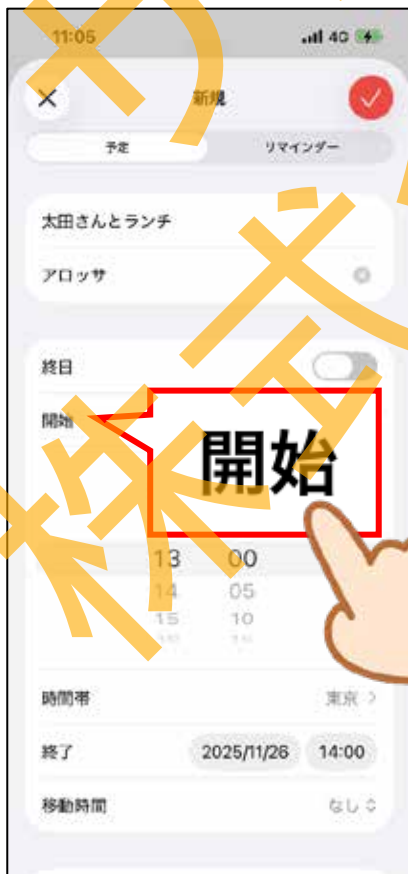 11:05
4G
新規
予定 リマインダー
太田さんとランチ
アロッサ
終日
開始
開始
13 00
14 05
15 10
時間帯 東京
終了 2025/11/26 14:00
移動時間 なし
株式